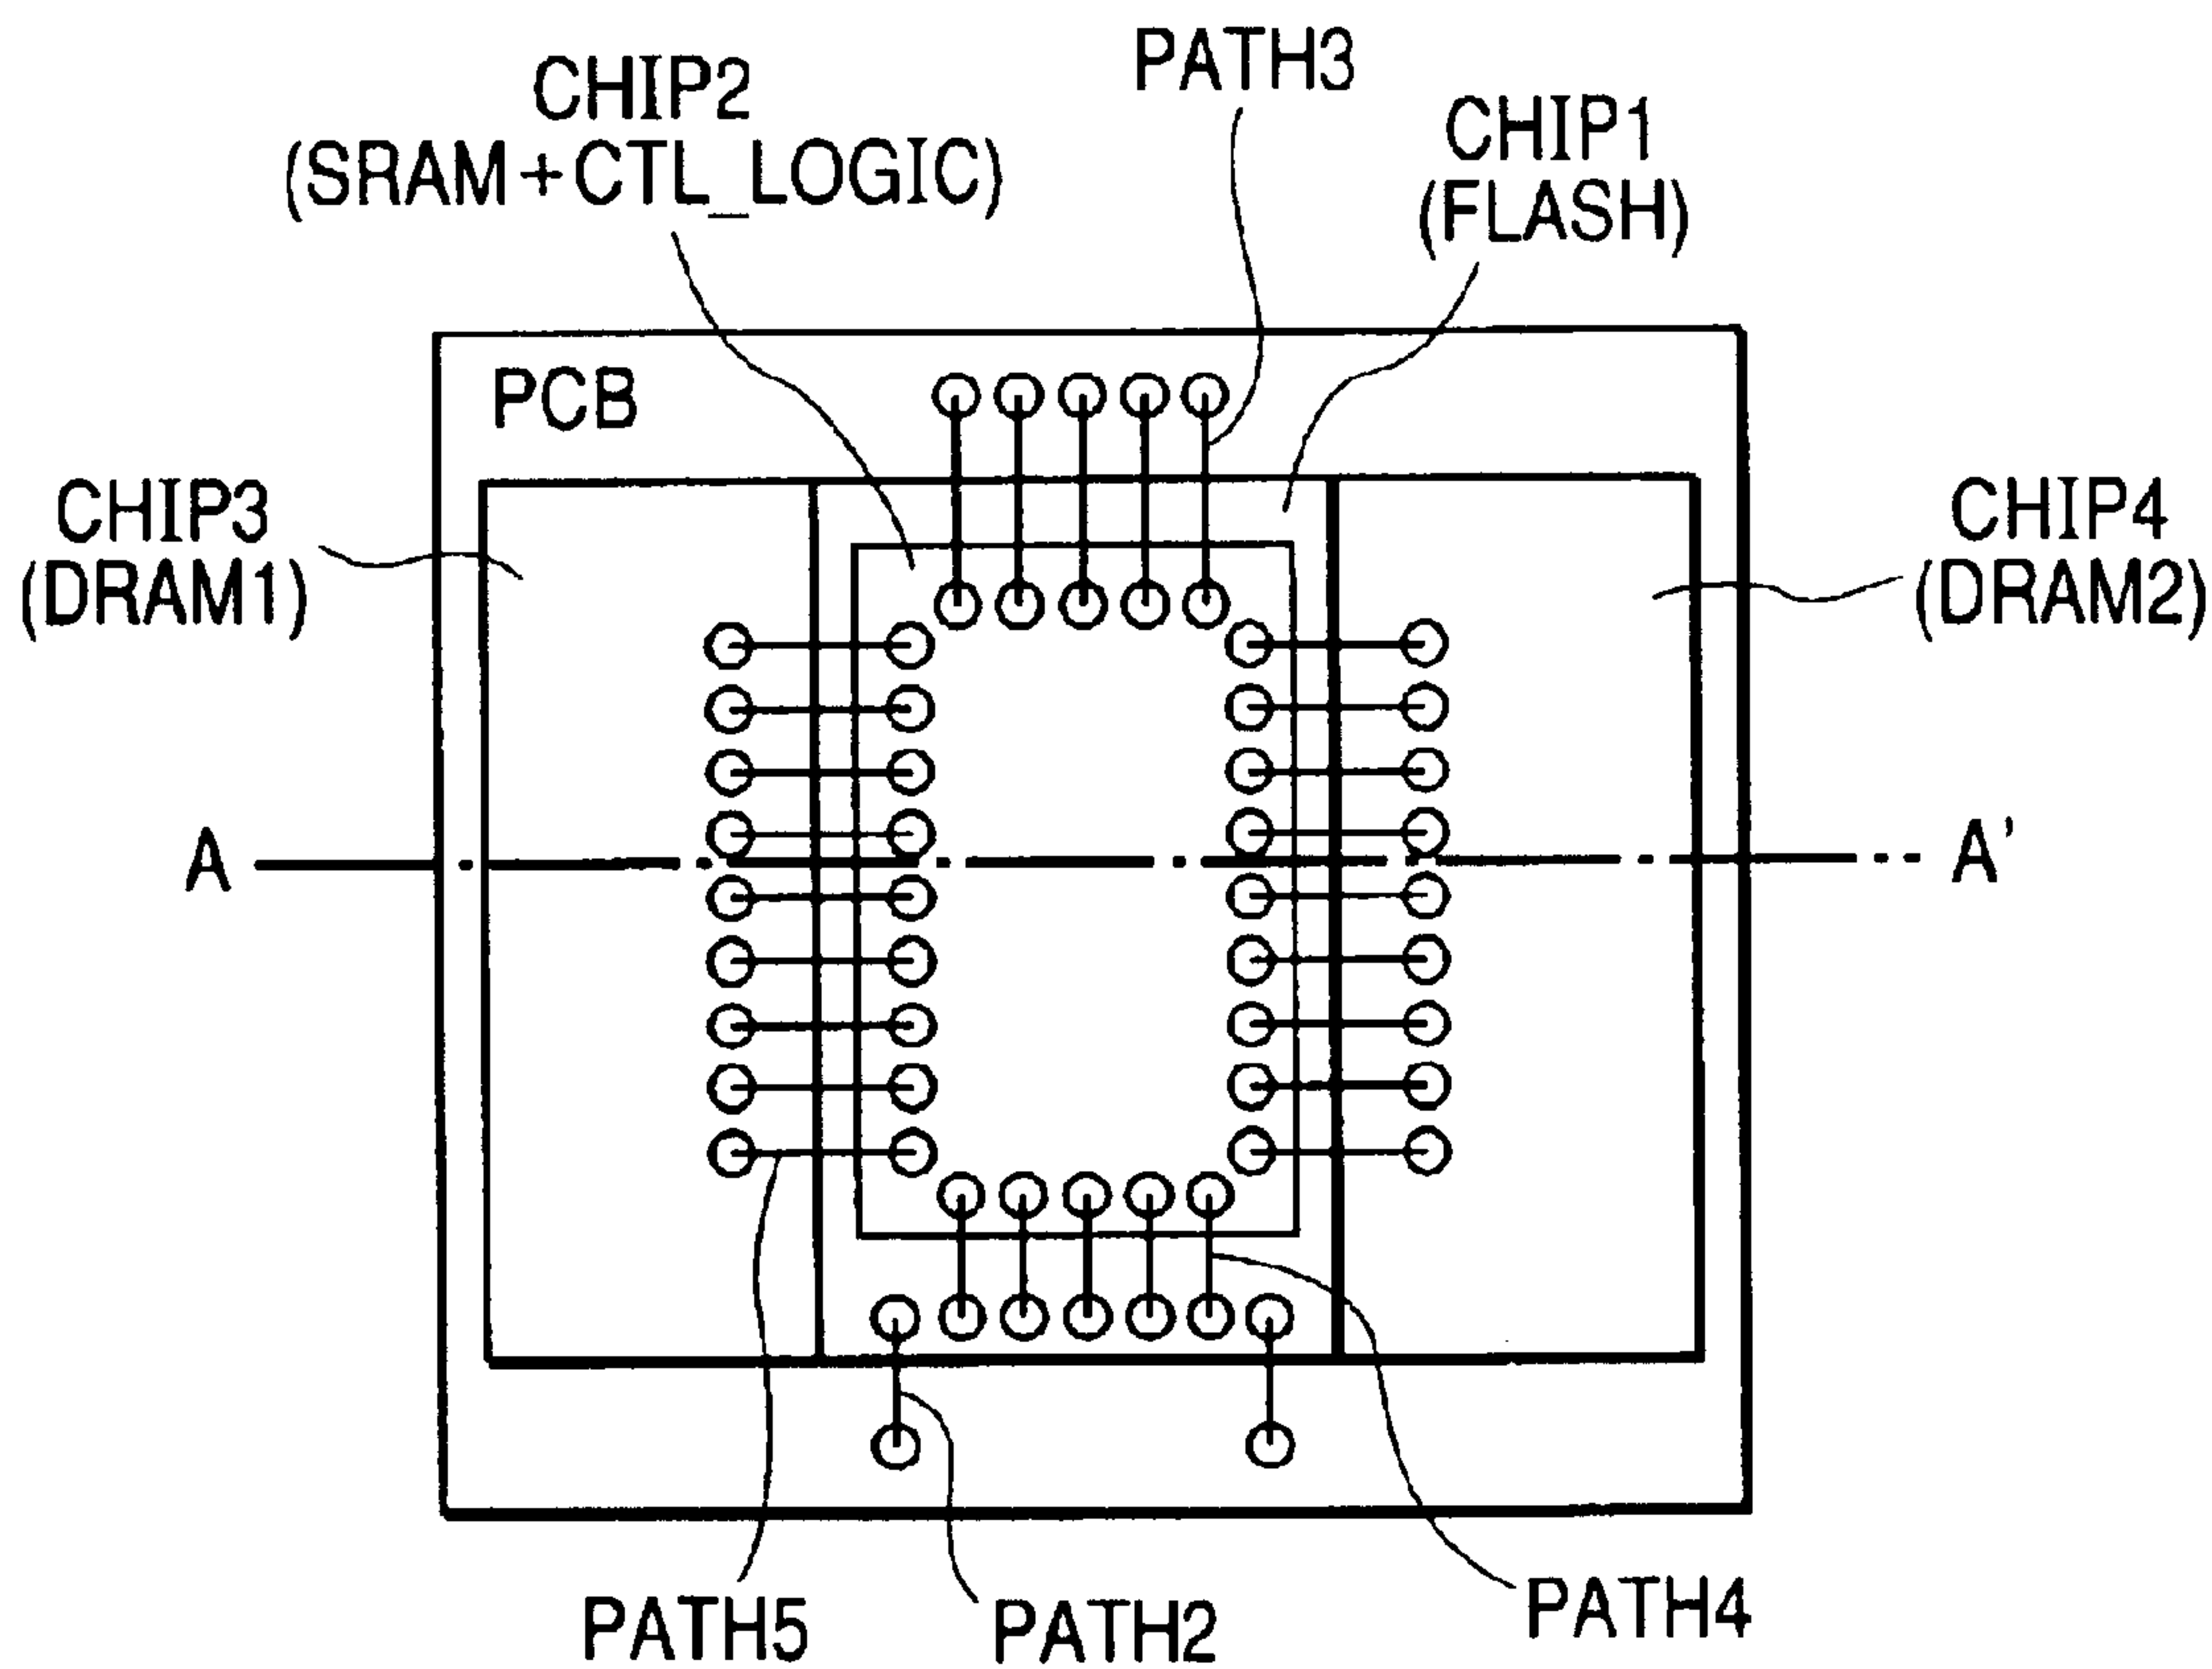 PATH3
CHIP2
(SRAM+CTL_LOGIC)
CHIP1
(FLASH)
PCB
CHIP3
(DRAM1)
CHIP4
(DRAM2)
A
A'
PATH5
PATH2
PATH4